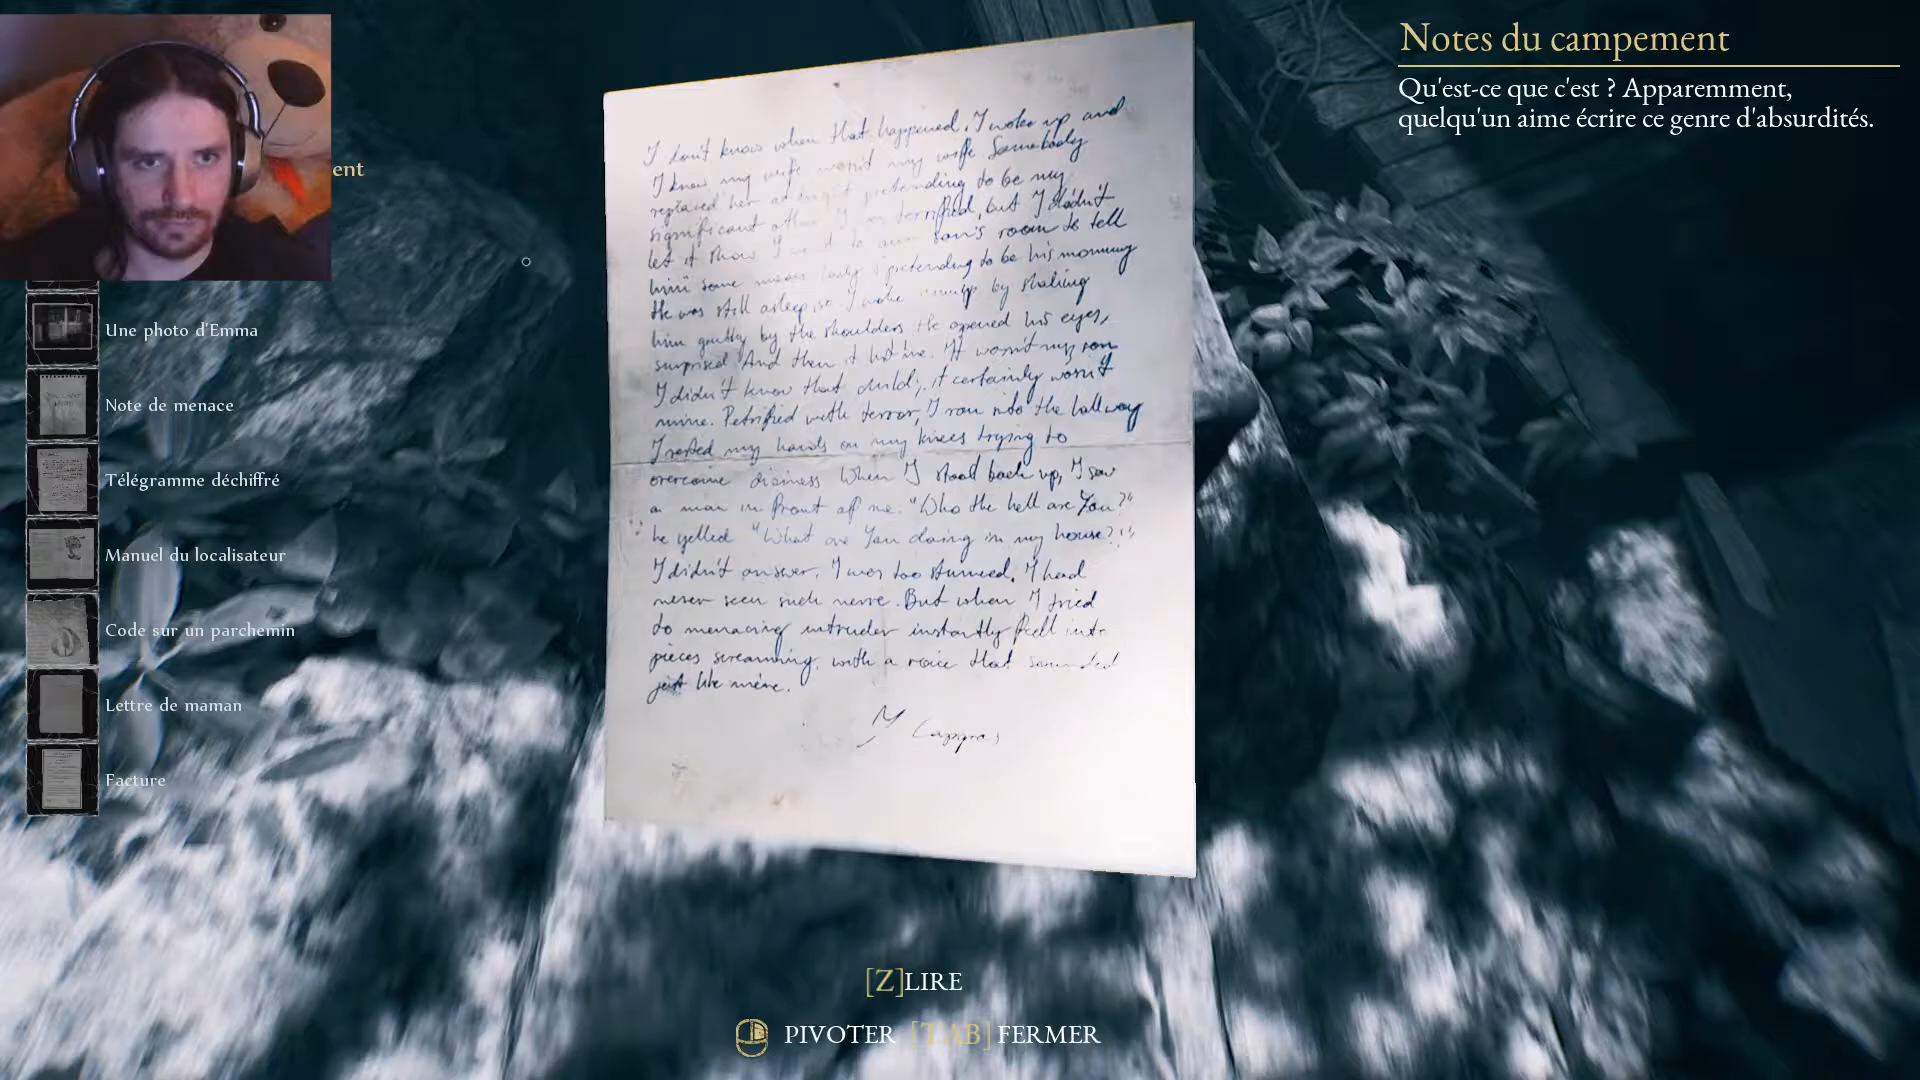 Notes du campement
Qu'est-ce que c'est ? Apparemment,
quelqu'un aime écrire ce genre d'absurdités.
ent
Une photo d'Emma
Note de menace
Télégramme déchiffré
Manuel du localisateur
Code sur un parchemin
Lettre de maman
Facture
I don't know when that happened. I woke up and
I knew my wife wasn't my wife. Somebody
replaced her at night pretending to be my
significant other. I was terrified, but I didn't
let it show. I went to our son's room to tell
him some lady's pretending to be his mommy
He was still asleep, so I woke him up by shaking
him gently by the shoulders. He opened his eyes,
surprised. And then it hit me. It wasn't my son
I didn't know that child, it certainly wasn't
mine. Petrified with terror, I ran into the hallway
I rested my hands on my knees trying to
overcome When I stood back up, I saw
a man in front of me. "Who the hell are You?"
he yelled "What are You doing in my house?!"
I didn't answer, I was too stunned. I had
never seen such nerve. But when I tried
to menacing intruder instantly fell into
pieces screaming, with a voice that sounded
just like mine.
[Z]LIRE
PIVOTER [TAB] FERMER